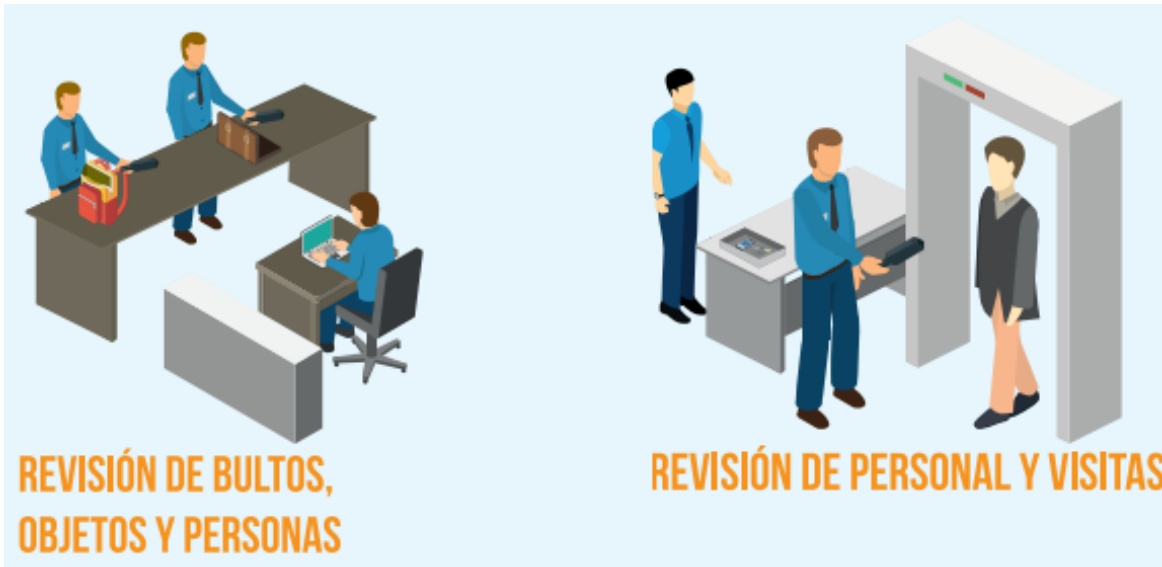 REVISIÓN DE BULTOS,
OBJETOS Y PERSONAS
REVISIÓN DE PERSONAL Y VISITAS